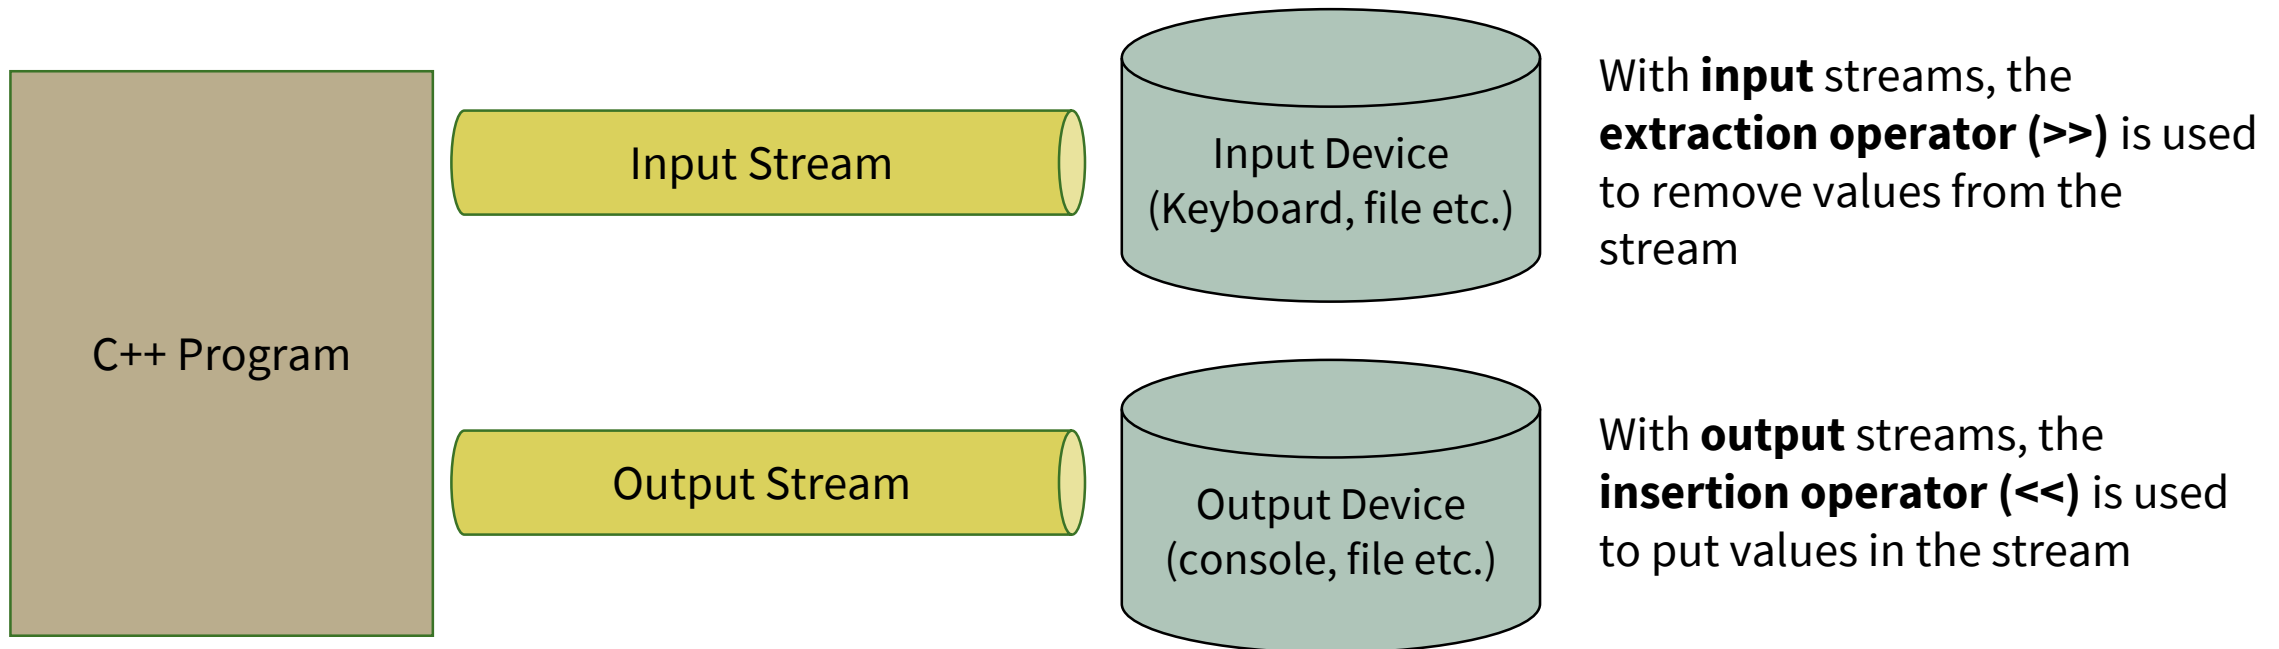 C++ Program
Input Stream
Input Device
(Keyboard, file etc.)
With input streams, the
extraction operator (>>) is used
to remove values from the
stream
Output Stream
Output Device
(console, file etc.)
With output streams, the
insertion operator (<<) is used
to put values in the stream